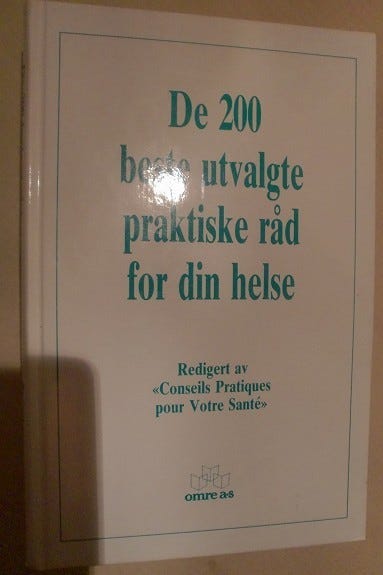 De 200
beste utvalgte
praktiske råd
for din helse
Redigert av
«Conseils Pratiques
pour Votre Santé»
omre a·s